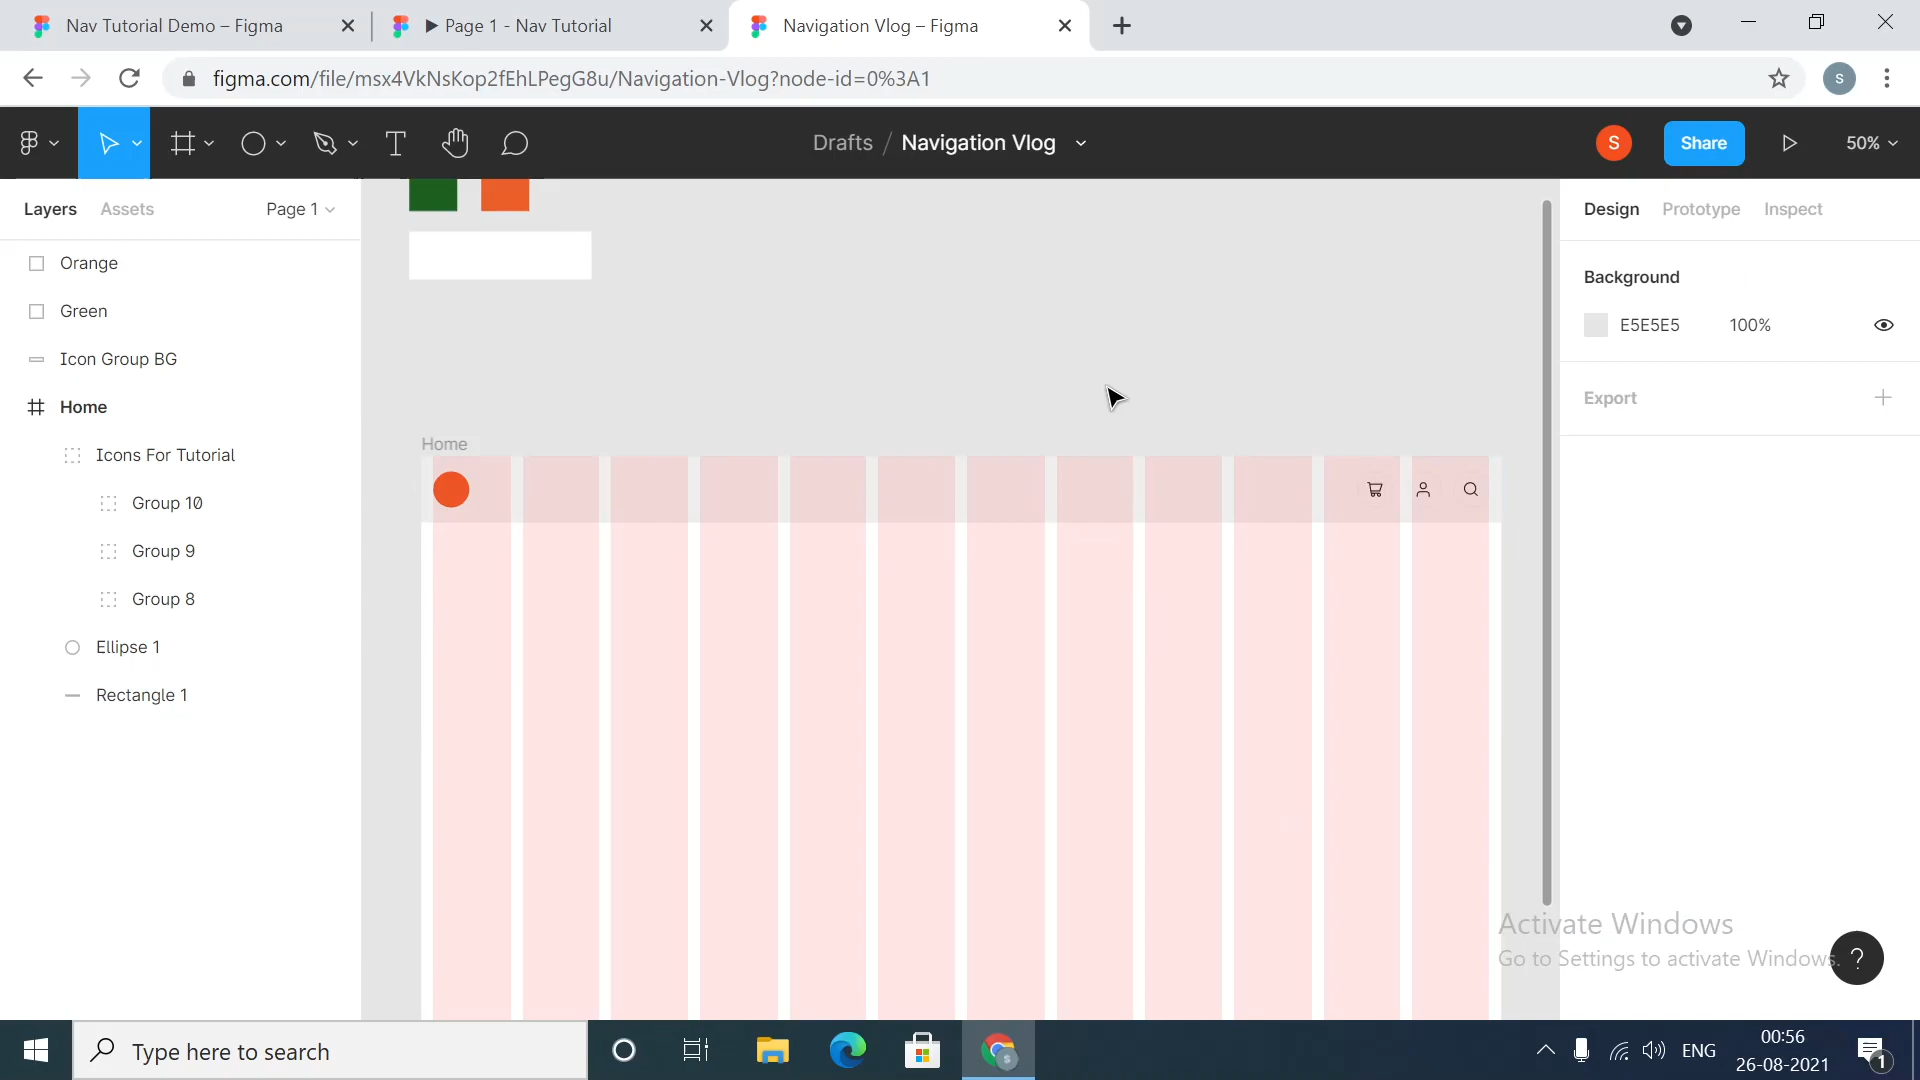 Nav Tutorial Demo – Figma
▶ Page 1 - Nav Tutorial
Navigation Vlog – Figma
figma.com/file/msx4VkNsKop2fEhLPegG8u/Navigation-Vlog?node-id=0%3A1
S
Drafts / Navigation Vlog
S
Share
50%
Layers
Assets
Page 1
Design
Prototype
Inspect
Orange
Green
Icon Group BG
Home
Icons For Tutorial
Group 10
Group 9
Group 8
Ellipse 1
Rectangle 1
Home
Background
E5E5E5
100%
Export
Activate Windows
Go to Settings to activate Windows.
?
Type here to search
S
ENG
00:56
26-08-2021
1